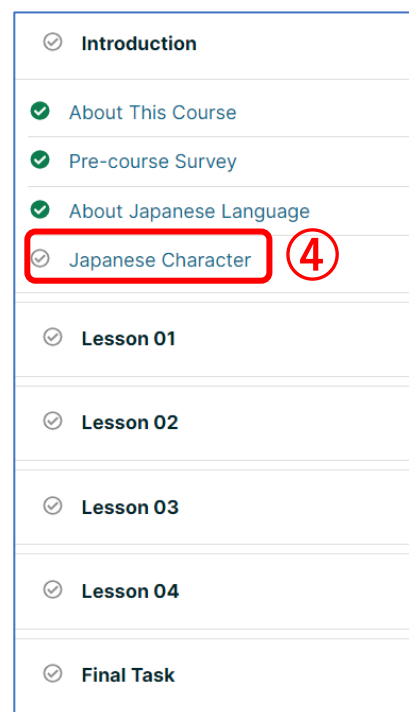 Introduction
About This Course
Pre-course Survey
About Japanese Language
Japanese Character ④
Lesson 01
Lesson 02
Lesson 03
Lesson 04
Final Task